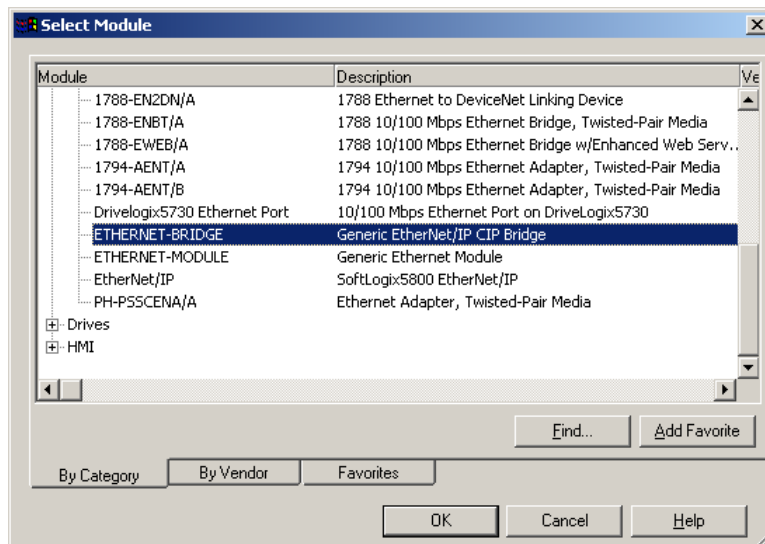 Select Module
Module Description Ve
1788-EN2DN/A 1788 Ethernet to DeviceNet Linking Device
1788-ENBT/A 1788 10/100 Mbps Ethernet Bridge, Twisted-Pair Media
1788-EWEB/A 1788 10/100 Mbps Ethernet Bridge w/Enhanced Web Serv..
1794-AENT/A 1794 10/100 Mbps Ethernet Adapter, Twisted-Pair Media
1794-AENT/B 1794 10/100 Mbps Ethernet Adapter, Twisted-Pair Media
Drivelogix5730 Ethernet Port 10/100 Mbps Ethernet Port on DriveLogix5730
ETHERNET-BRIDGE Generic EtherNet/IP CIP Bridge
ETHERNET-MODULE Generic Ethernet Module
EtherNet/IP SoftLogix5800 EtherNet/IP
PH-PSSCENA/A Ethernet Adapter, Twisted-Pair Media
Drives
HMI
Find... Add Favorite
By Category By Vendor Favorites
OK Cancel Help